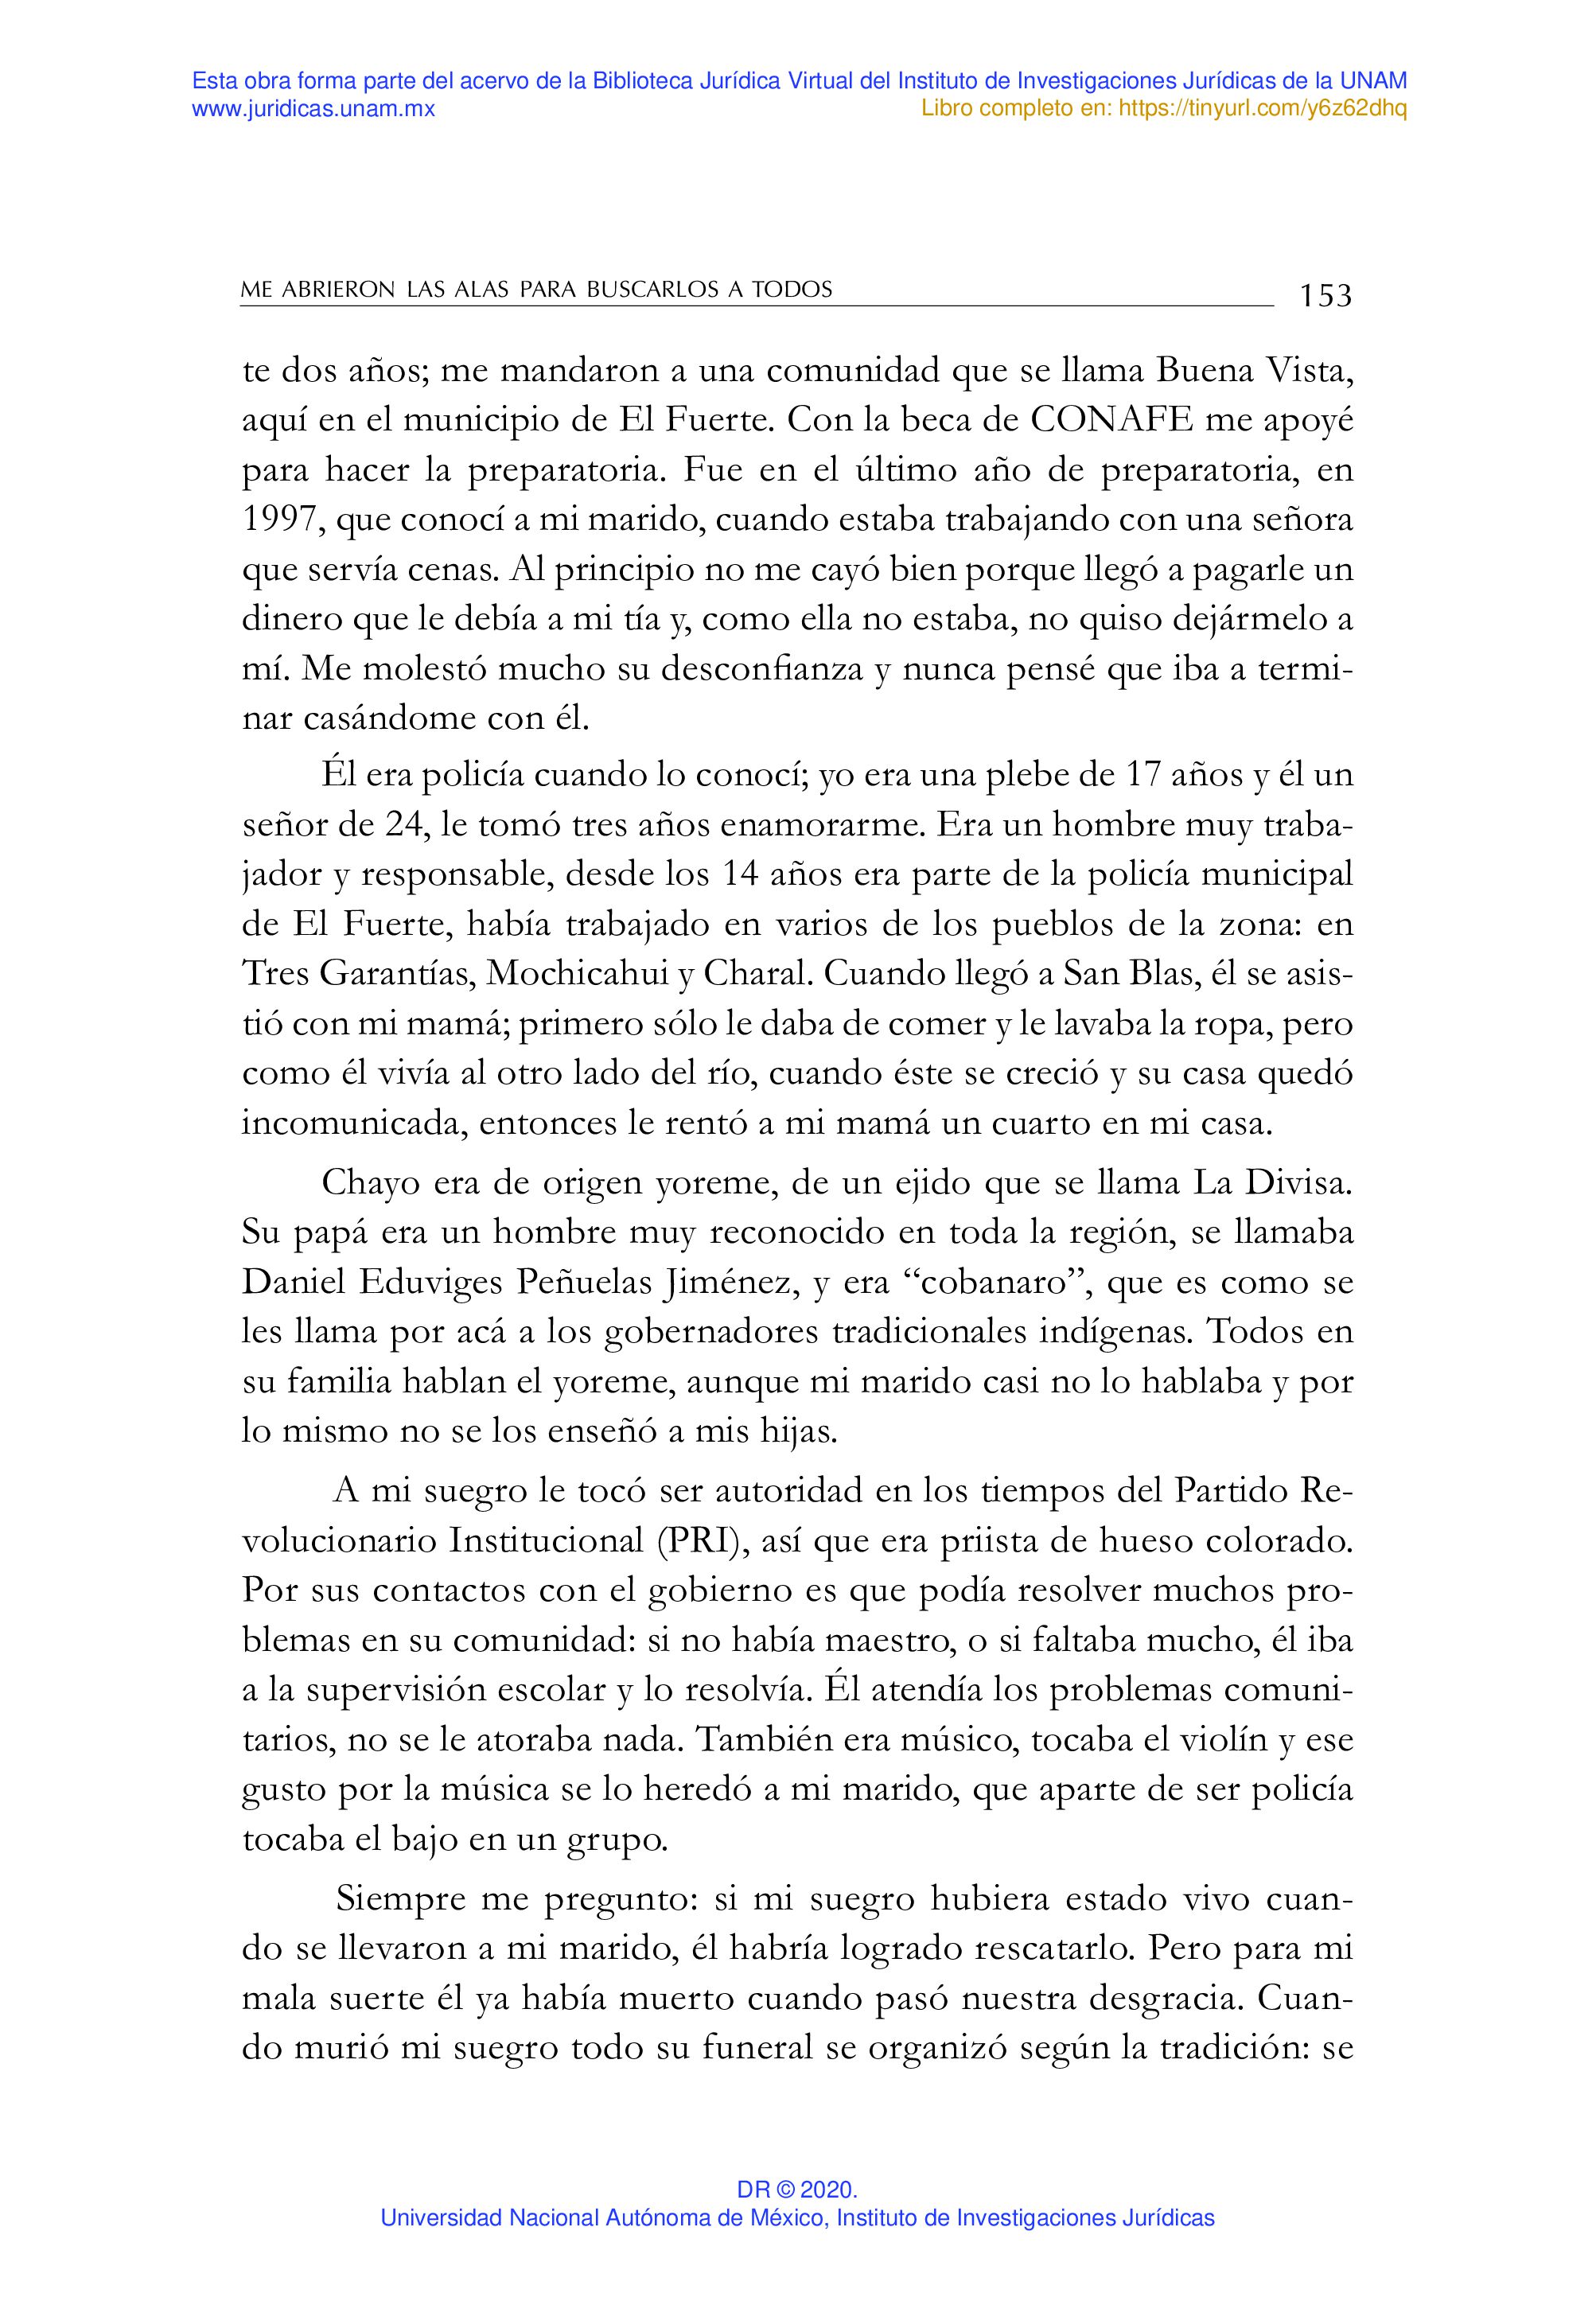 Esta obra forma parte del acervo de la Biblioteca Jurídica Virtual del Instituto de Investigaciones Jurídicas de la UNAM
www.juridicas.unam.mx
Libro completo en: https://tinyurl.com/y6z62dhq
ME ABRIERON LAS ALAS PARA BUSCARLOS A TODOS 153
te dos años; me mandaron a una comunidad que se llama Buena Vista,
aquí en el municipio de El Fuerte. Con la beca de CONAFE me apoyé
para hacer la preparatoria. Fue en el último año de preparatoria, en
1997, que conocí a mi marido, cuando estaba trabajando con una señora
que servía cenas. Al principio no me cayó bien porque llegó a pagarle un
dinero que le debía a mi tía y, como ella no estaba, no quiso dejármelo a
mí. Me molestó mucho su desconfianza y nunca pensé que iba a termi-
nar casándome con él.
Él era policía cuando lo conocí; yo era una plebe de 17 años y él un
señor de 24, le tomó tres años enamorarme. Era un hombre muy traba-
jador y responsable, desde los 14 años era parte de la policía municipal
de El Fuerte, había trabajado en varios de los pueblos de la zona: en
Tres Garantías, Mochicahui y Charal. Cuando llegó a San Blas, él se asis-
tió con mi mamá; primero sólo le daba de comer y le lavaba la ropa, pero
como él vivía al otro lado del río, cuando éste se creció y su casa quedó
incomunicada, entonces le rentó a mi mamá un cuarto en mi casa.
Chayo era de origen yoreme, de un ejido que se llama La Divisa.
Su papá era un hombre muy reconocido en toda la región, se llamaba
Daniel Eduviges Peñuelas Jiménez, y era “cobanaro”, que es como se
les llama por acá a los gobernadores tradicionales indígenas. Todos en
su familia hablan el yoreme, aunque mi marido casi no lo hablaba y por
lo mismo no se los enseñó a mis hijas.
A mi suegro le tocó ser autoridad en los tiempos del Partido Re-
volucionario Institucional (PRI), así que era priista de hueso colorado.
Por sus contactos con el gobierno es que podía resolver muchos pro-
blemas en su comunidad: si no había maestro, o si faltaba mucho, él iba
a la supervisión escolar y lo resolvía. Él atendía los problemas comuni-
tarios, no se le atoraba nada. También era músico, tocaba el violín y ese
gusto por la música se lo heredó a mi marido, que aparte de ser policía
tocaba el bajo en un grupo.
Siempre me pregunto: si mi suegro hubiera estado vivo cuan-
do se llevaron a mi marido, él habría logrado rescatarlo. Pero para mi
mala suerte él ya había muerto cuando pasó nuestra desgracia. Cuan-
do murió mi suegro todo su funeral se organizó según la tradición: se
DR © 2020.
Universidad Nacional Autónoma de México, Instituto de Investigaciones Jurídicas